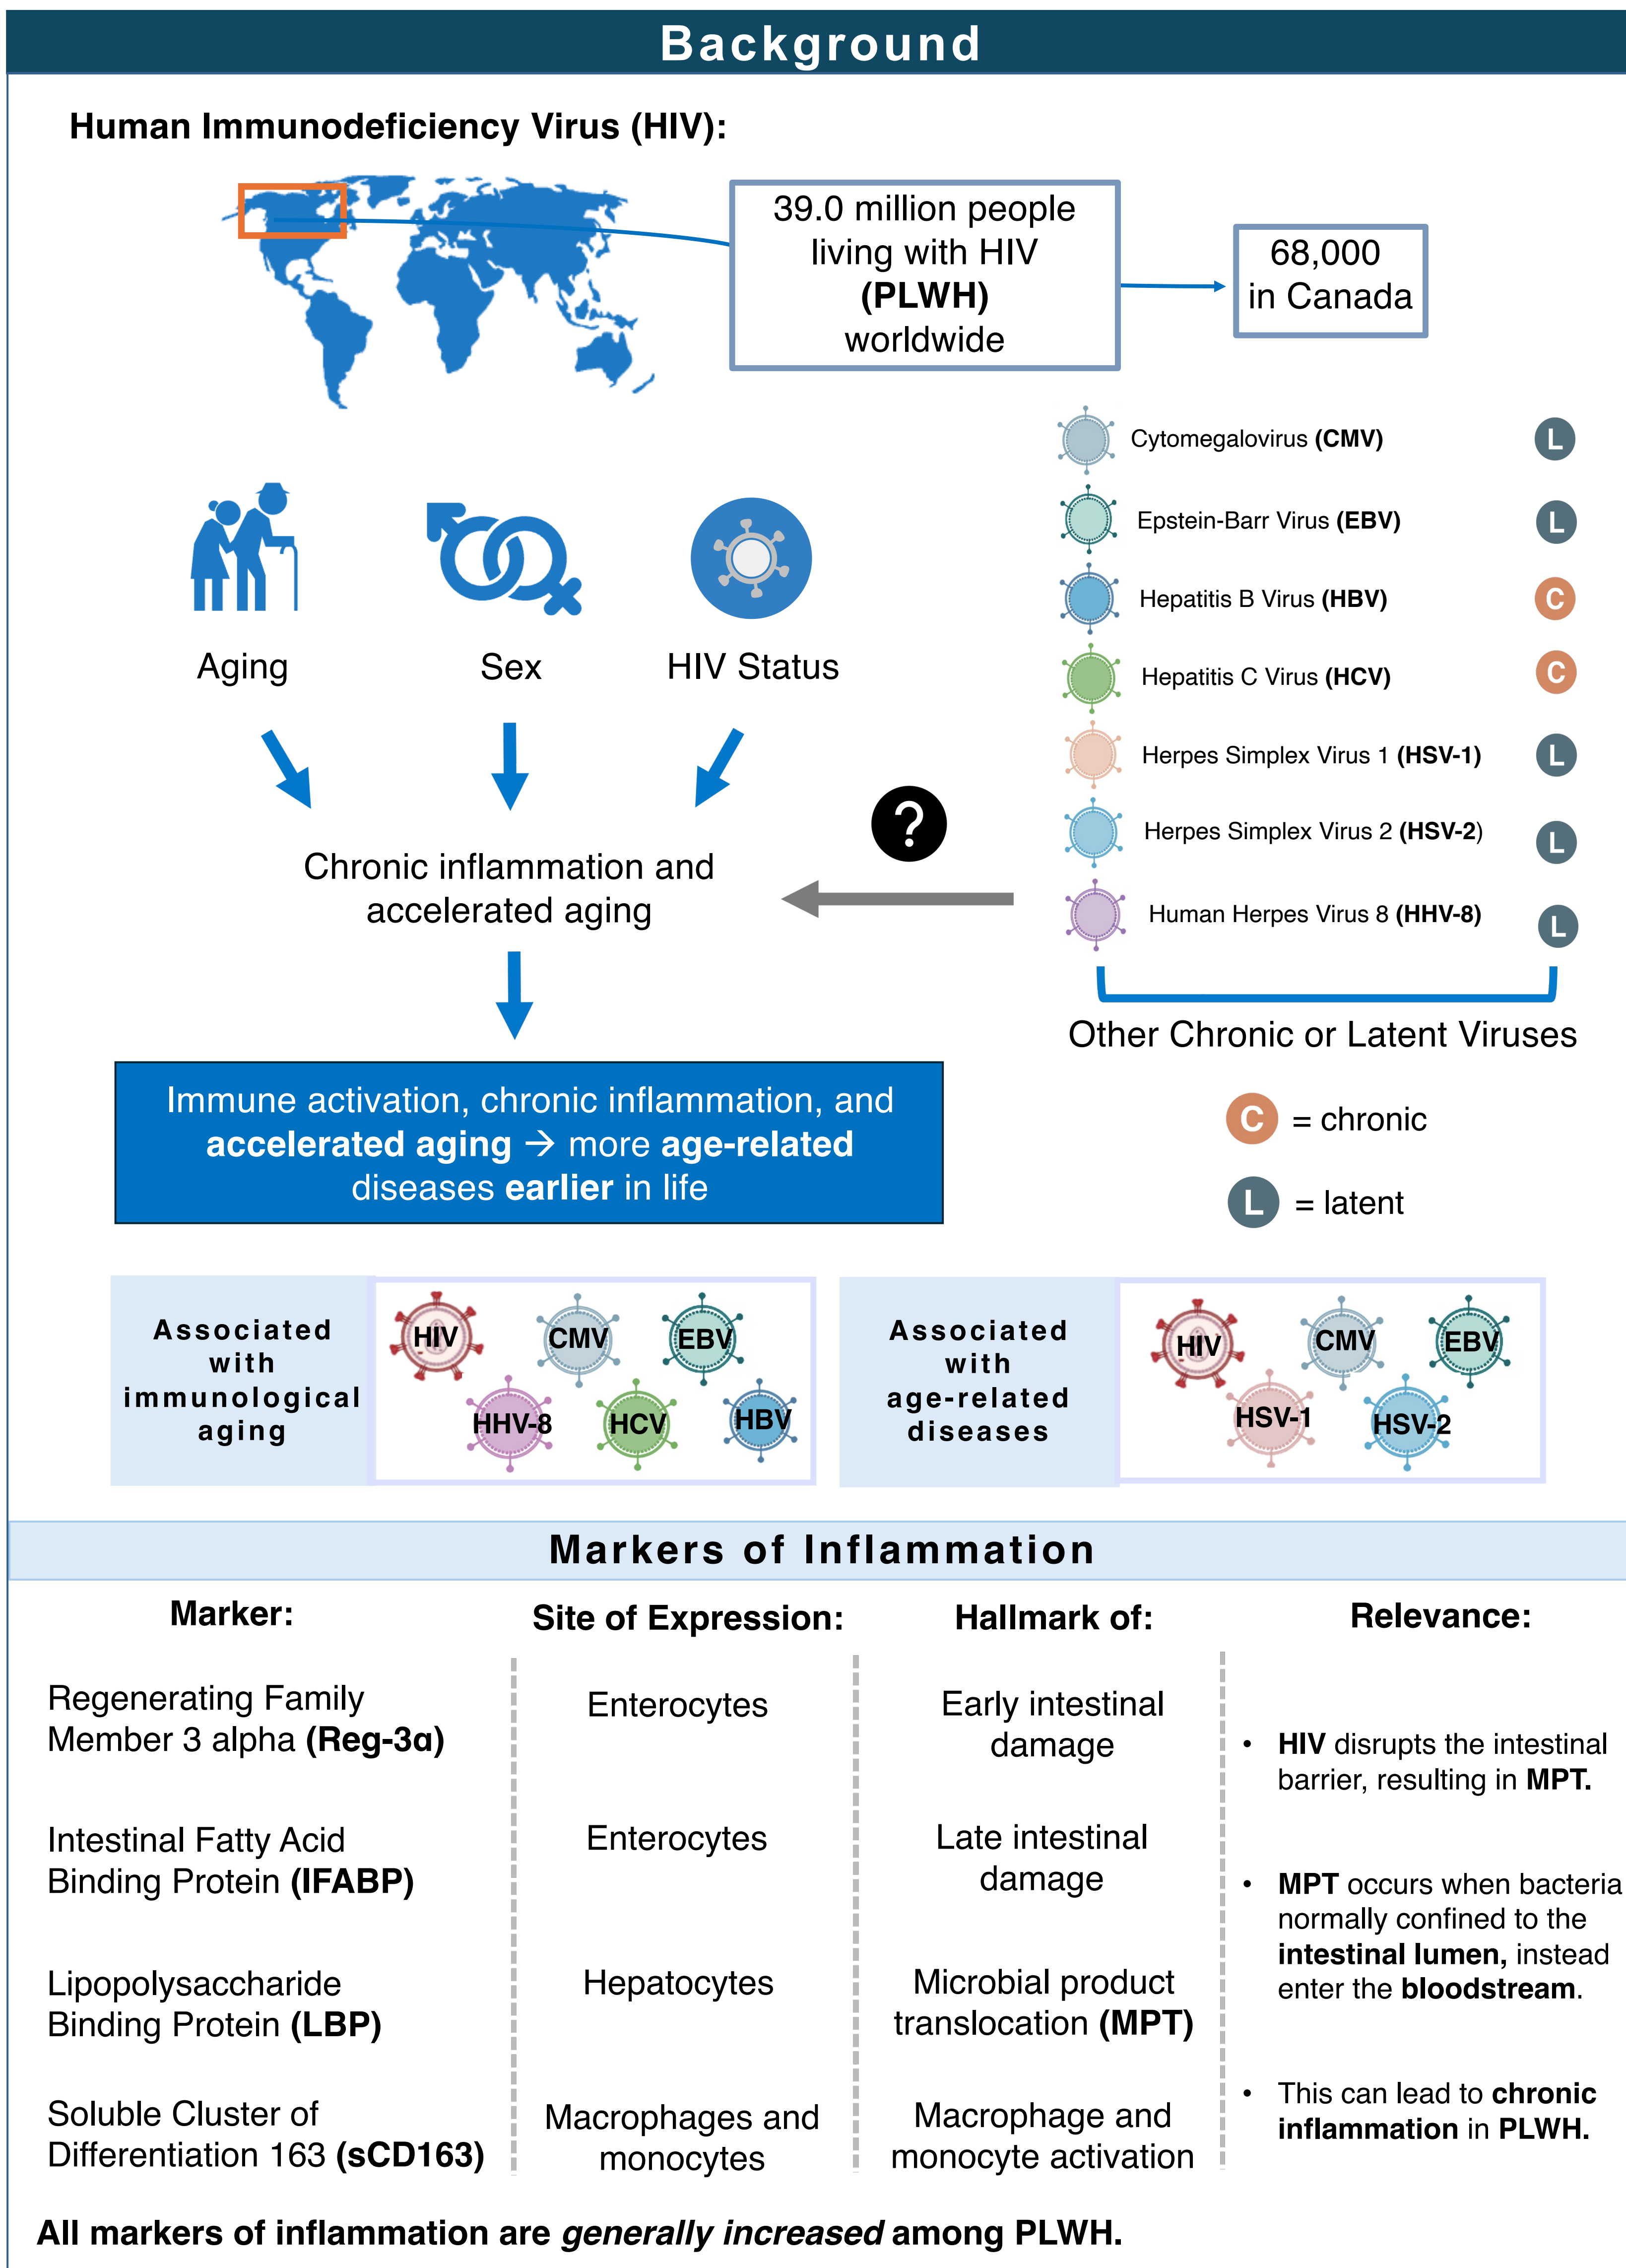 Background
Human Immunodeficiency Virus (HIV):
39.0 million people
living with HIV
(PLWH)
worldwide
68,000
in Canada
Aging
Sex
HIV Status
Chronic inflammation and
accelerated aging
?
Cytomegalovirus (CMV) L
Epstein-Barr Virus (EBV) L
Hepatitis B Virus (HBV) C
Hepatitis C Virus (HCV) C
Herpes Simplex Virus 1 (HSV-1) L
Herpes Simplex Virus 2 (HSV-2) L
Human Herpes Virus 8 (HHV-8) L
Other Chronic or Latent Viruses
C = chronic
L = latent
Immune activation, chronic inflammation, and
accelerated aging → more age-related
diseases earlier in life
Associated
with
immunological
aging
HIV CMV EBV
HHV-8 HCV HBV
Associated
with
age-related
diseases
HIV CMV EBV
HSV-1 HSV-2
Markers of Inflammation
Marker:
Site of Expression:
Hallmark of:
Relevance:
Regenerating Family
Member 3 alpha (Reg-3α)
Enterocytes
Early intestinal
damage
Intestinal Fatty Acid
Binding Protein (IFABP)
Enterocytes
Late intestinal
damage
Lipopolysaccharide
Binding Protein (LBP)
Hepatocytes
Microbial product
translocation (MPT)
Soluble Cluster of
Differentiation 163 (sCD163)
Macrophages and
monocytes
Macrophage and
monocyte activation
• HIV disrupts the intestinal
barrier, resulting in MPT.
• MPT occurs when bacteria
normally confined to the
intestinal lumen, instead
enter the bloodstream.
• This can lead to chronic
inflammation in PLWH.
All markers of inflammation are generally increased among PLWH.